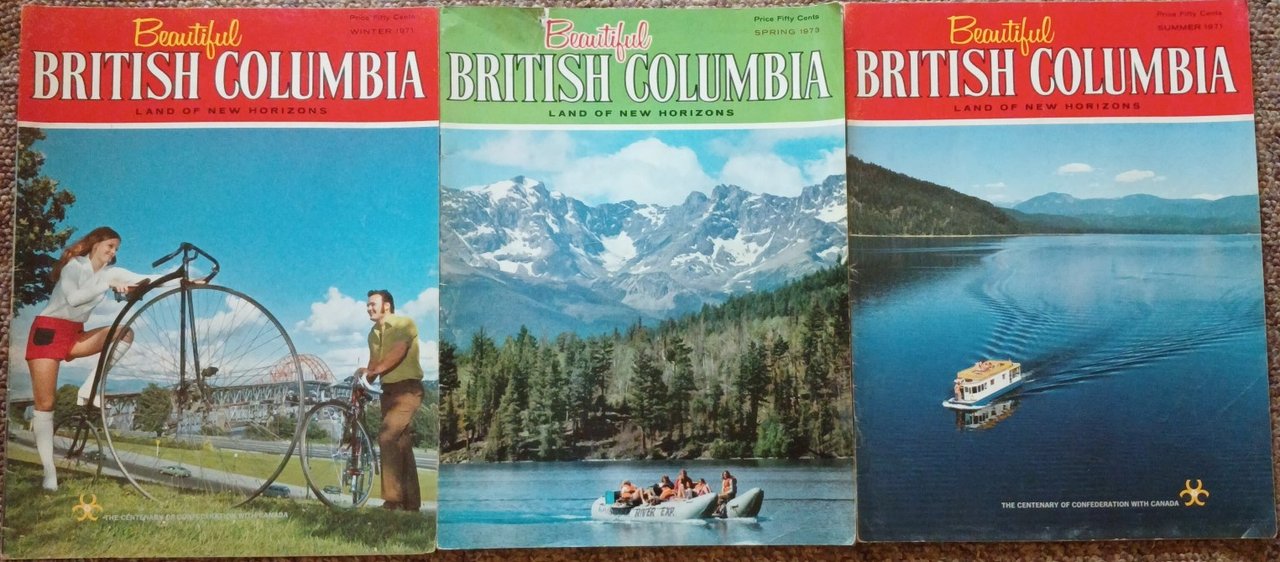 Price Fifty Cents
WINTER 1971
Beautiful
BRITISH COLUMBIA
LAND OF NEW HORIZONS
THE CENTENARY OF CONFEDERATION WITH CANADA
Price Fifty Cents
SPRING 1973
Beautiful
BRITISH COLUMBIA
LAND OF NEW HORIZONS
RIVER EXP.
Price Fifty Cents
SUMMER 1971
Beautiful
BRITISH COLUMBIA
LAND OF NEW HORIZONS
THE CENTENARY OF CONFEDERATION WITH CANADA